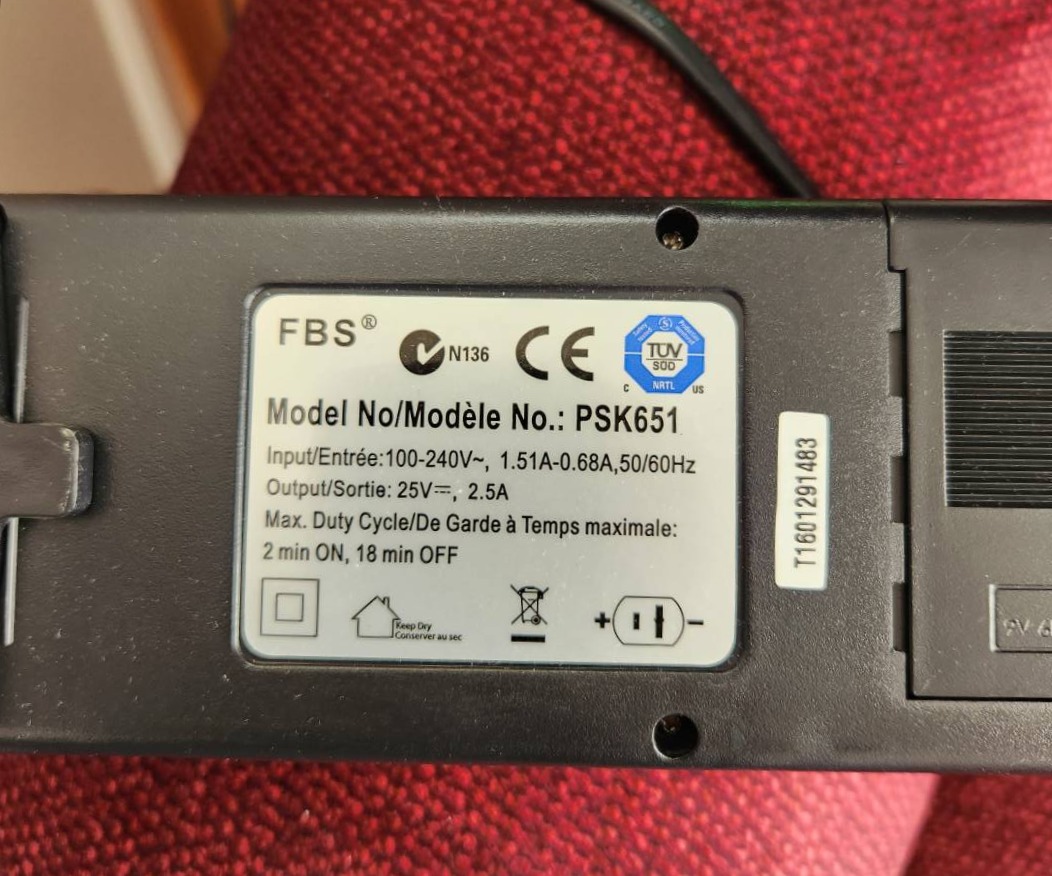 FBS®
N136
CE
TÜV
SÜD
C NRTL US
Model No/Modèle No.: PSK651
Input/Entrée:100-240V~, 1.51A-0.68A,50/60Hz
Output/Sortie: 25V⎓, 2.5A
Max. Duty Cycle/De Garde à Temps maximale:
2 min ON, 18 min OFF
Keep Dry
Conserver au sec
+ −
T1601291483
9V